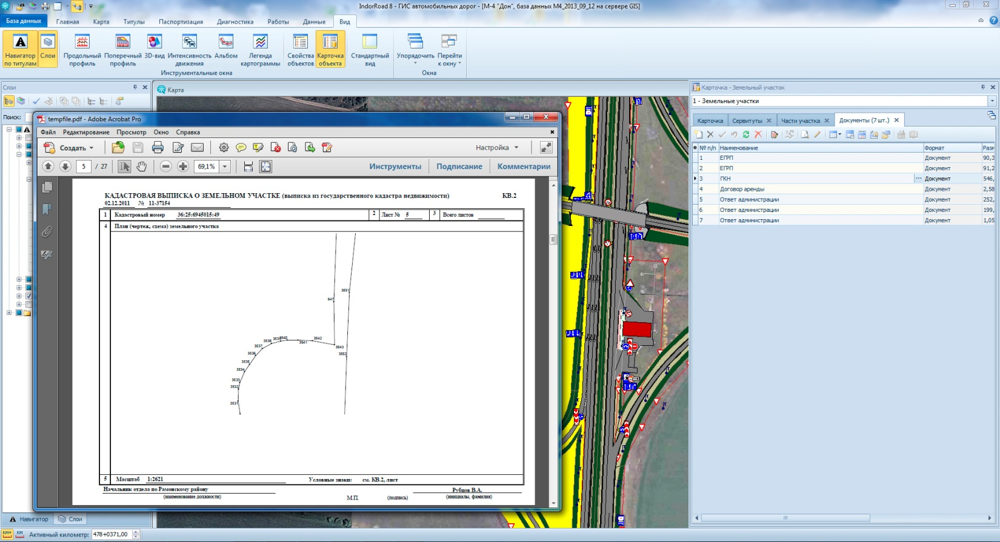 IndorRoad 8 - ГИС автомобильных дорог - [М-4 "Дон", база данных M4_2013_09_12 на сервере GIS]
База данных Главная Карта Титулы Паспортизация Диагностика Работы Данные Вид
Навигатор по титулам
Слои
Продольный профиль
Поперечный профиль
3D-вид
Интенсивность движения
Альбом
Легенда картограммы
Свойства объектов
Карточка объекта
Стандартный вид
Упорядочить
Перейти к окну
Инструментальные окна
Окна
Слои
Поиск:
Карта
tempfile.pdf - Adobe Acrobat Pro
Файл Редактирование Просмотр Окно Справка
Создать
Настройка
5 / 27
69,1%
Инструменты Подписание Комментарии
КАДАСТРОВАЯ ВЫПИСКА О ЗЕМЕЛЬНОМ УЧАСТКЕ (выписка из государственного кадастра недвижимости) КВ.2
02.12.2011 № 11-37154
1 Кадастровый номер 36:25:6945015:49 2 Лист № 5 3 Всего листов
4 План (чертеж, схема) земельного участка
3551
647
3542
3540
3541
3538
3537
3543
3552
3536
3535
3534
3533
3532
3531
5 Масштаб 1:2621 Условные знаки: см. КВ.2, лист
Начальник отдела по Рамонскому району Рубцов В.А.
(наименование должности) М.П. (подпись) (инициалы, фамилия)
Карточка - Земельный участок
1 - Земельные участки
Карточка Сервитуты Части участка Документы (7 шт.)
№ п/п Наименование Формат Разм
1 ЕГРП Документ 90,3
2 ЕГРП Документ 91,2
3 ГКН Документ 546,
4 Договор аренды Документ 2,58
5 Ответ администрации Документ 252,
6 Ответ администрации Документ 199,
7 Ответ администрации Документ 1,05
Навигатор Слои
Активный километр: 478+0371,00